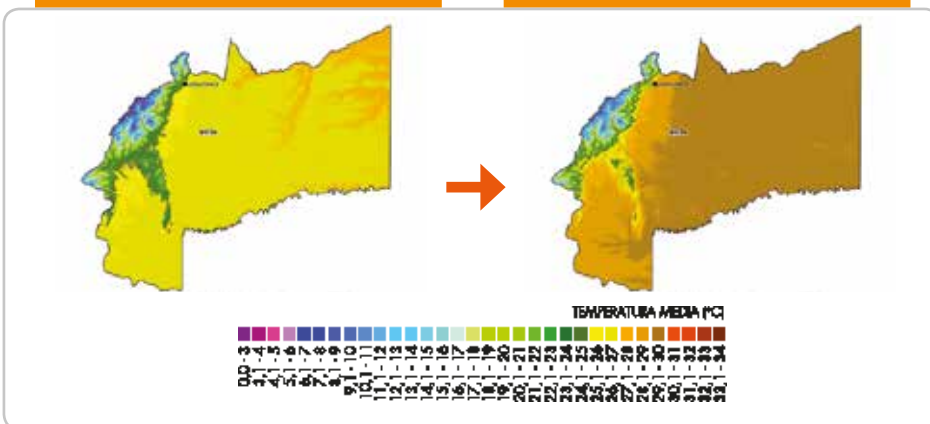 META
META
TEMPERATURA MEDIA (°C)
0,0 - 3
3,1 - 4
4,1 - 5
5,1 - 6
6,1 - 7
7,1 - 8
8,1 - 9
9,1 - 10
10,1 - 11
11,1 - 12
12,1 - 13
13,1 - 14
14,1 - 15
15,1 - 16
16,1 - 17
17,1 - 18
18,1 - 19
19,1 - 20
20,1 - 21
21,1 - 22
22,1 - 23
23,1 - 24
24,1 - 25
25,1 - 26
26,1 - 27
27,1 - 28
28,1 - 29
29,1 - 30
30,1 - 31
31,1 - 32
32,1 - 33
33,1 - 34